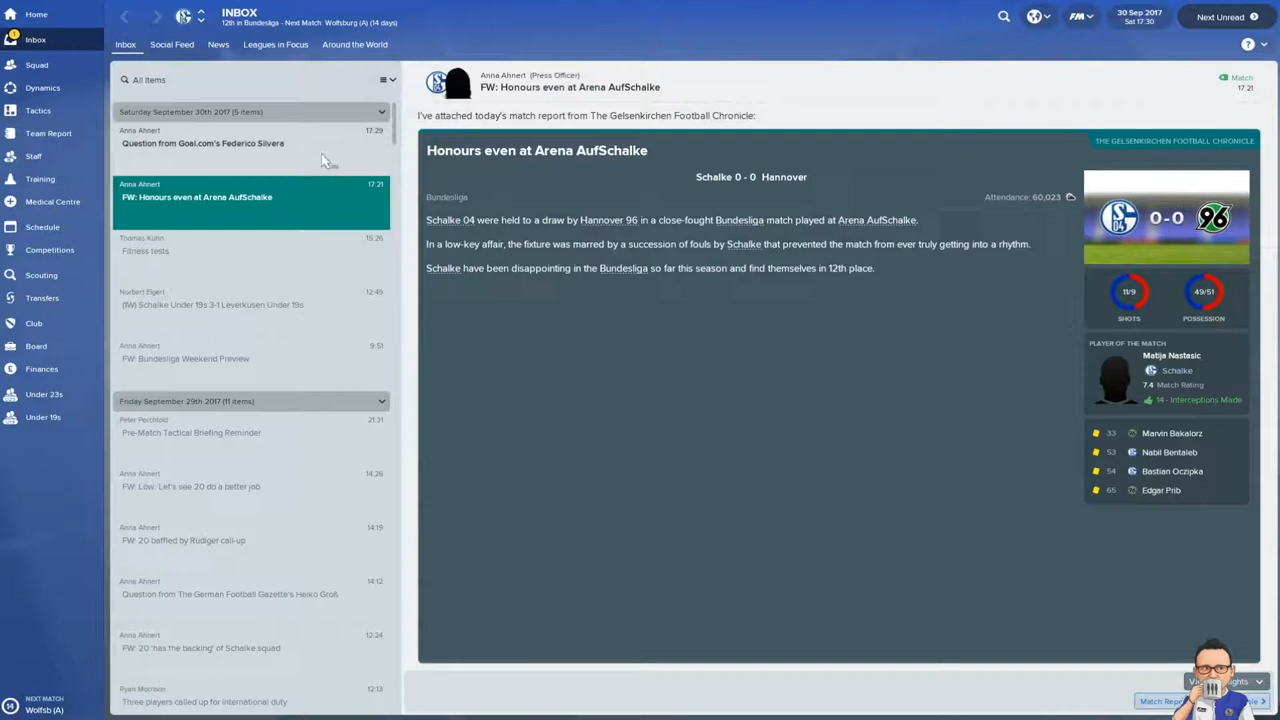 Home
INBOX
12th in Bundesliga - Next Match: Wolfsburg (A) (14 days)
FM
30 Sep 2017
Sat 17:30
Next Unread
1
Inbox
Inbox
Social Feed
News
Leagues in Focus
Around the World
?
Squad
Dynamics
Tactics
Team Report
Staff
Training
Medical Centre
Schedule
Competitions
Scouting
Transfers
Club
Board
Finances
Under 23s
Under 19s
14
NEXT MATCH
Wolfsb (A)
All Items
Saturday September 30th 2017 (5 items)
Anna Ahnert 17:29
Question from Goal.com's Federico Silvera
Anna Ahnert 17:21
FW: Honours even at Arena AufSchalke
Thomas Kühn 15:26
Fitness tests
Norbert Elgert 12:49
(1W) Schalke Under 19s 3-1 Leverkusen Under 19s
Anna Ahnert 9:51
FW: Bundesliga Weekend Preview
Friday September 29th 2017 (11 items)
Peter Perchtold 21:31
Pre-Match Tactical Briefing Reminder
Anna Ahnert 14:26
FW: Löw: Let's see 20 do a better job
Anna Ahnert 14:19
FW: 20 baffled by Rüdiger call-up
Anna Ahnert 14:12
Question from The German Football Gazette's Heiko Groß
Anna Ahnert 12:24
FW: 20 'has the backing' of Schalke squad
Ryan Morrison 12:13
Three players called up for international duty
Anna Ahnert (Press Officer)
FW: Honours even at Arena AufSchalke
Match
17:21
I've attached today's match report from The Gelsenkirchen Football Chronicle:
THE GELSENKIRCHEN FOOTBALL CHRONICLE
Honours even at Arena AufSchalke
Schalke 0 - 0 Hannover
Bundesliga
Attendance: 60,023
Schalke 04 were held to a draw by Hannover 96 in a close-fought Bundesliga match played at Arena AufSchalke.
In a low-key affair, the fixture was marred by a succession of fouls by Schalke that prevented the match from ever truly getting into a rhythm.
Schalke have been disappointing in the Bundesliga so far this season and find themselves in 12th place.
0-0
96
11/9
49/51
SHOTS
POSSESSION
PLAYER OF THE MATCH
Matija Nastasic
Schalke
7.4 Match Rating
14 - Interceptions Made
33 Marvin Bakalorz
53 Nabil Bentaleb
54 Bastian Oczipka
65 Edgar Prib